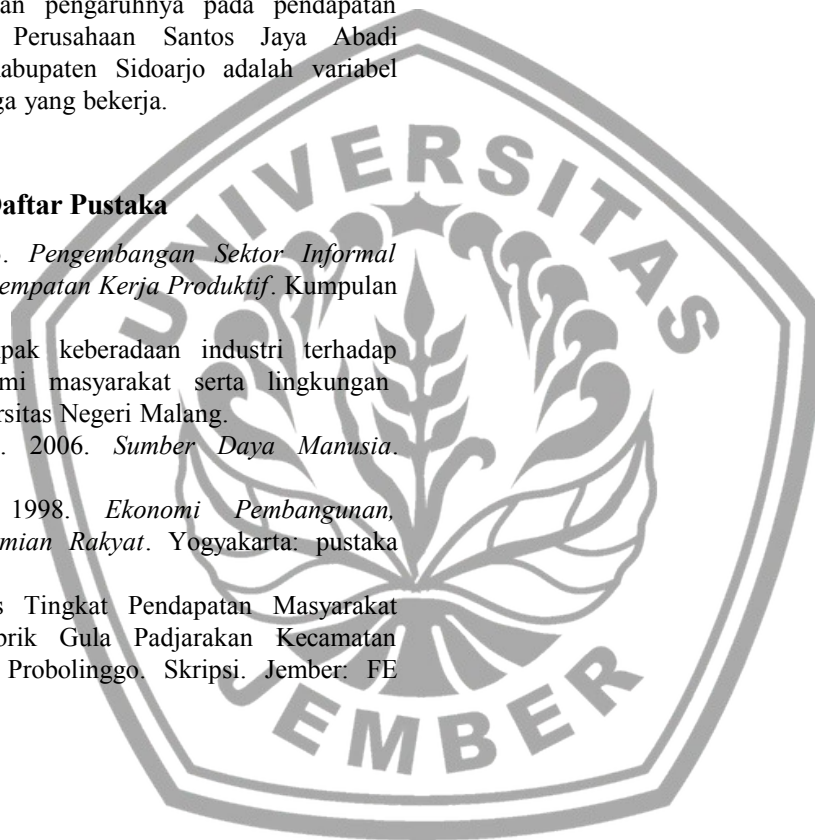 an pengaruhnya pada pendapatan
Perusahaan Santos Jaya Abadi
abupaten Sidoarjo adalah variabel
ga yang bekerja.
Daftar Pustaka
. Pengembangan Sektor Informal
empatan Kerja Produktif. Kumpulan
pak keberadaan industri terhadap
mi masyarakat serta lingkungan
rsitas Negeri Malang.
. 2006. Sumber Daya Manusia.
1998. Ekonomi Pembangunan,
mian Rakyat. Yogyakarta: pustaka
s Tingkat Pendapatan Masyarakat
brik Gula Padjarakan Kecamatan
Probolinggo. Skripsi. Jember: FE
UNIVERSITAS
JEMBER